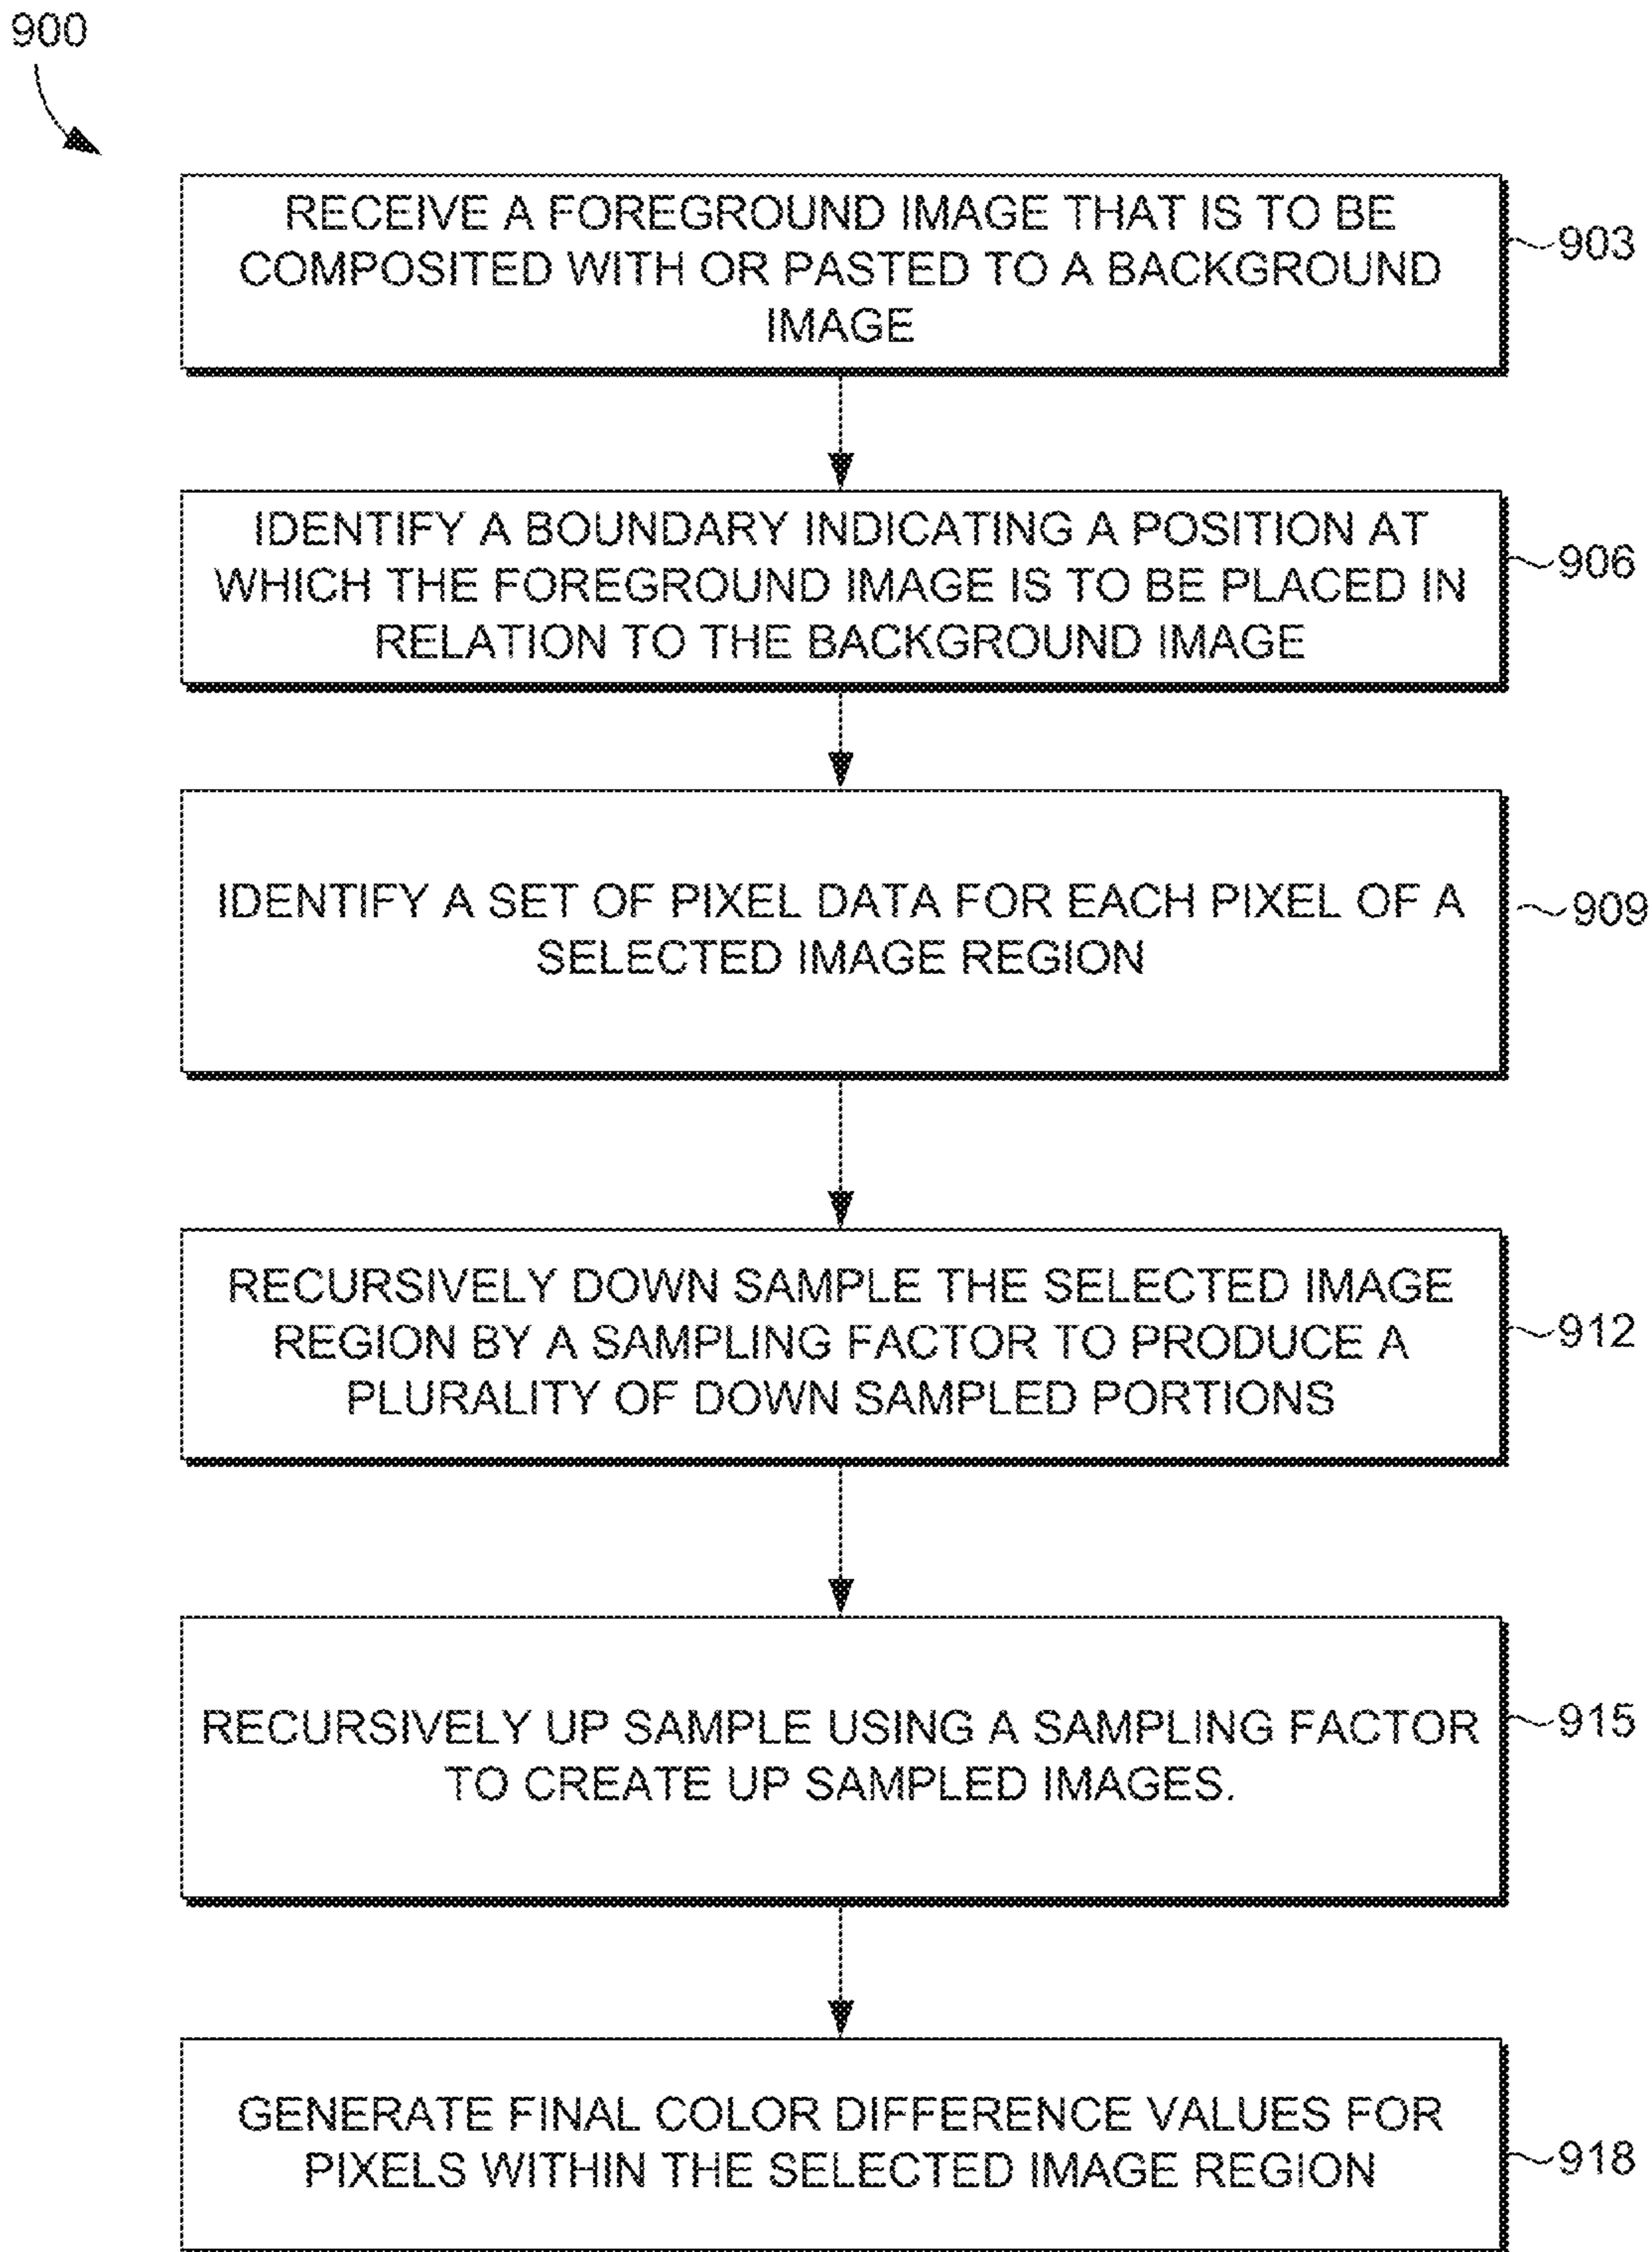 900
RECEIVE A FOREGROUND IMAGE THAT IS TO BE
COMPOSITED WITH OR PASTED TO A BACKGROUND
IMAGE
903
IDENTIFY A BOUNDARY INDICATING A POSITION AT
WHICH THE FOREGROUND IMAGE IS TO BE PLACED IN
RELATION TO THE BACKGROUND IMAGE
906
IDENTIFY A SET OF PIXEL DATA FOR EACH PIXEL OF A
SELECTED IMAGE REGION
909
RECURSIVELY DOWN SAMPLE THE SELECTED IMAGE
REGION BY A SAMPLING FACTOR TO PRODUCE A
PLURALITY OF DOWN SAMPLED PORTIONS
912
RECURSIVELY UP SAMPLE USING A SAMPLING FACTOR
TO CREATE UP SAMPLED IMAGES.
915
GENERATE FINAL COLOR DIFFERENCE VALUES FOR
PIXELS WITHIN THE SELECTED IMAGE REGION
918